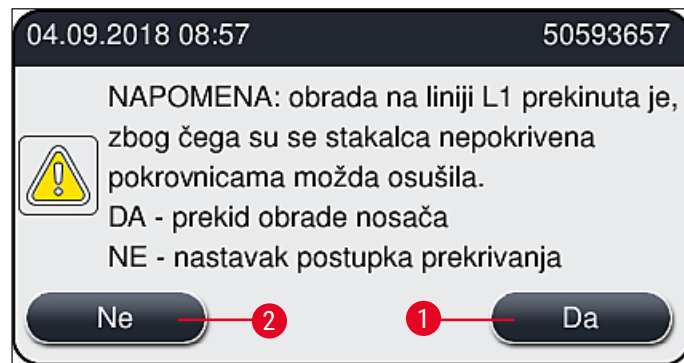 04.09.2018 08:57 50593657
NAPOMENA: obrada na liniji L1 prekinuta je,
zbog čega su se stakalca nepokrivena
pokrovnicama možda osušila.
DA - prekid obrade nosača
NE - nastavak postupka prekrivanja
Ne 2 1 Da